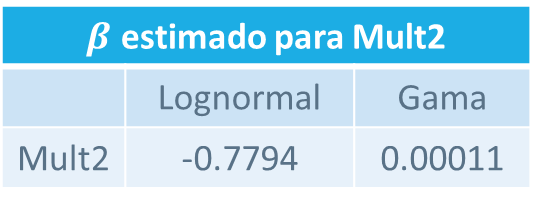 β estimado para Mult2
Lognormal Gama
Mult2 -0.7794 0.00011